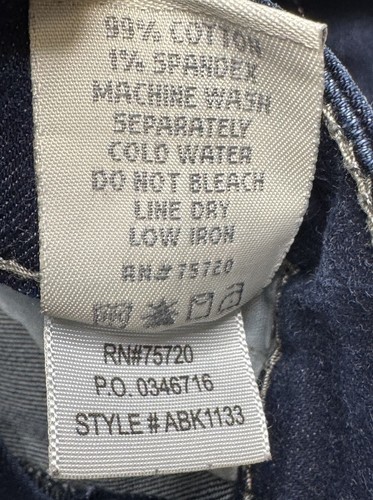 99% COTTON
1% SPANDEX
MACHINE WASH
SEPARATELY
COLD WATER
DO NOT BLEACH
LINE DRY
LOW IRON
RN#75720
RN#75720
P.O. 0346716
STYLE # ABK1133